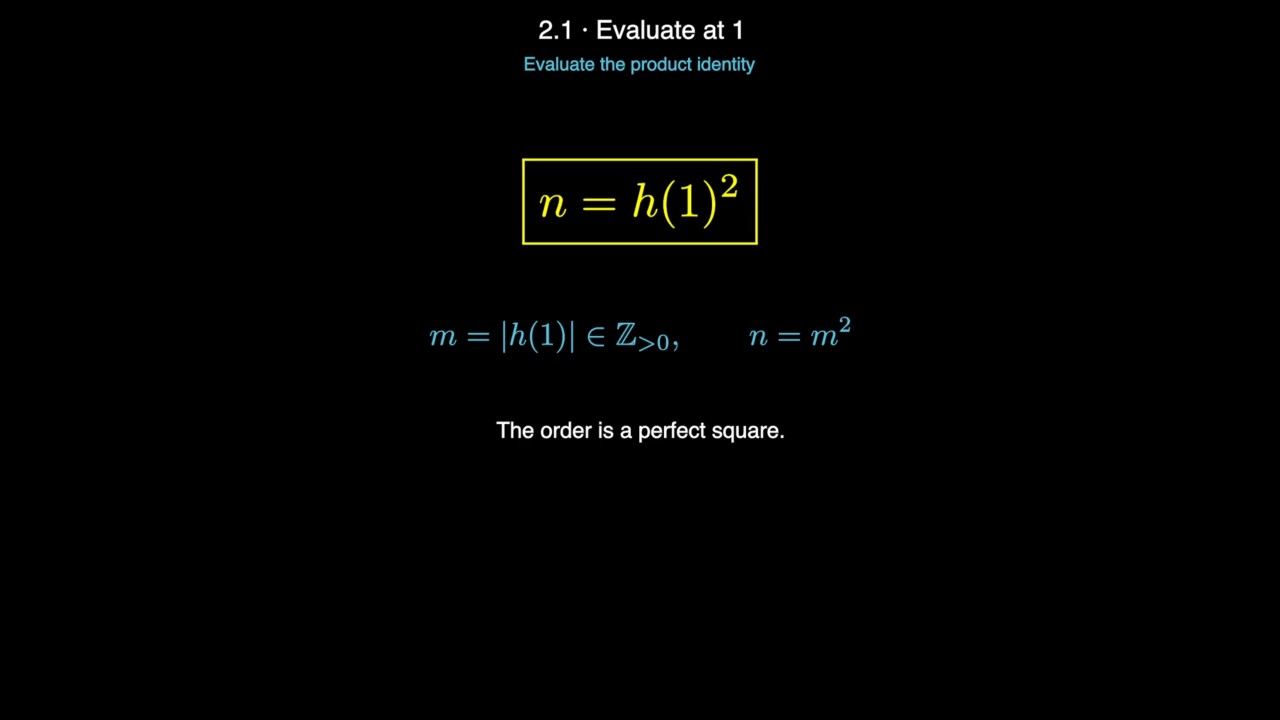 2.1 · Evaluate at 1
Evaluate the product identity
n = h(1)²
m = |h(1)| ∈ ℤ_{>0},  n = m²
The order is a perfect square.